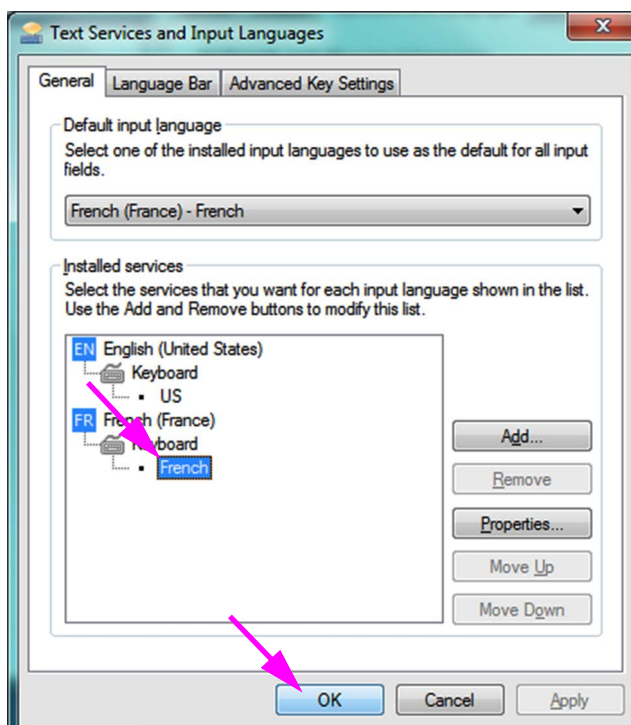 Text Services and Input Languages
General
Language Bar
Advanced Key Settings
Default input language
Select one of the installed input languages to use as the default for all input
fields.
French (France) - French
Installed services
Select the services that you want for each input language shown in the list.
Use the Add and Remove buttons to modify this list.
EN English (United States)
Keyboard
US
FR French (France)
Keyboard
French
Add...
Remove
Properties...
Move Up
Move Down
OK
Cancel
Apply